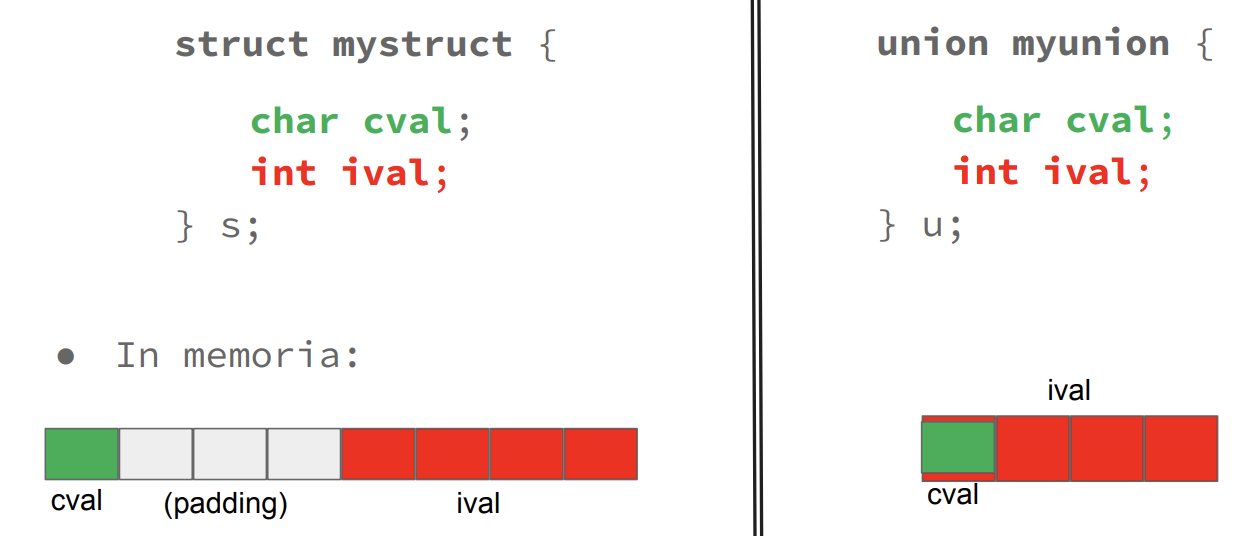 struct mystruct {
char cval;
int ival;
} s;
● In memoria:
cval (padding) ival
union myunion {
char cval;
int ival;
} u;
ival
cval